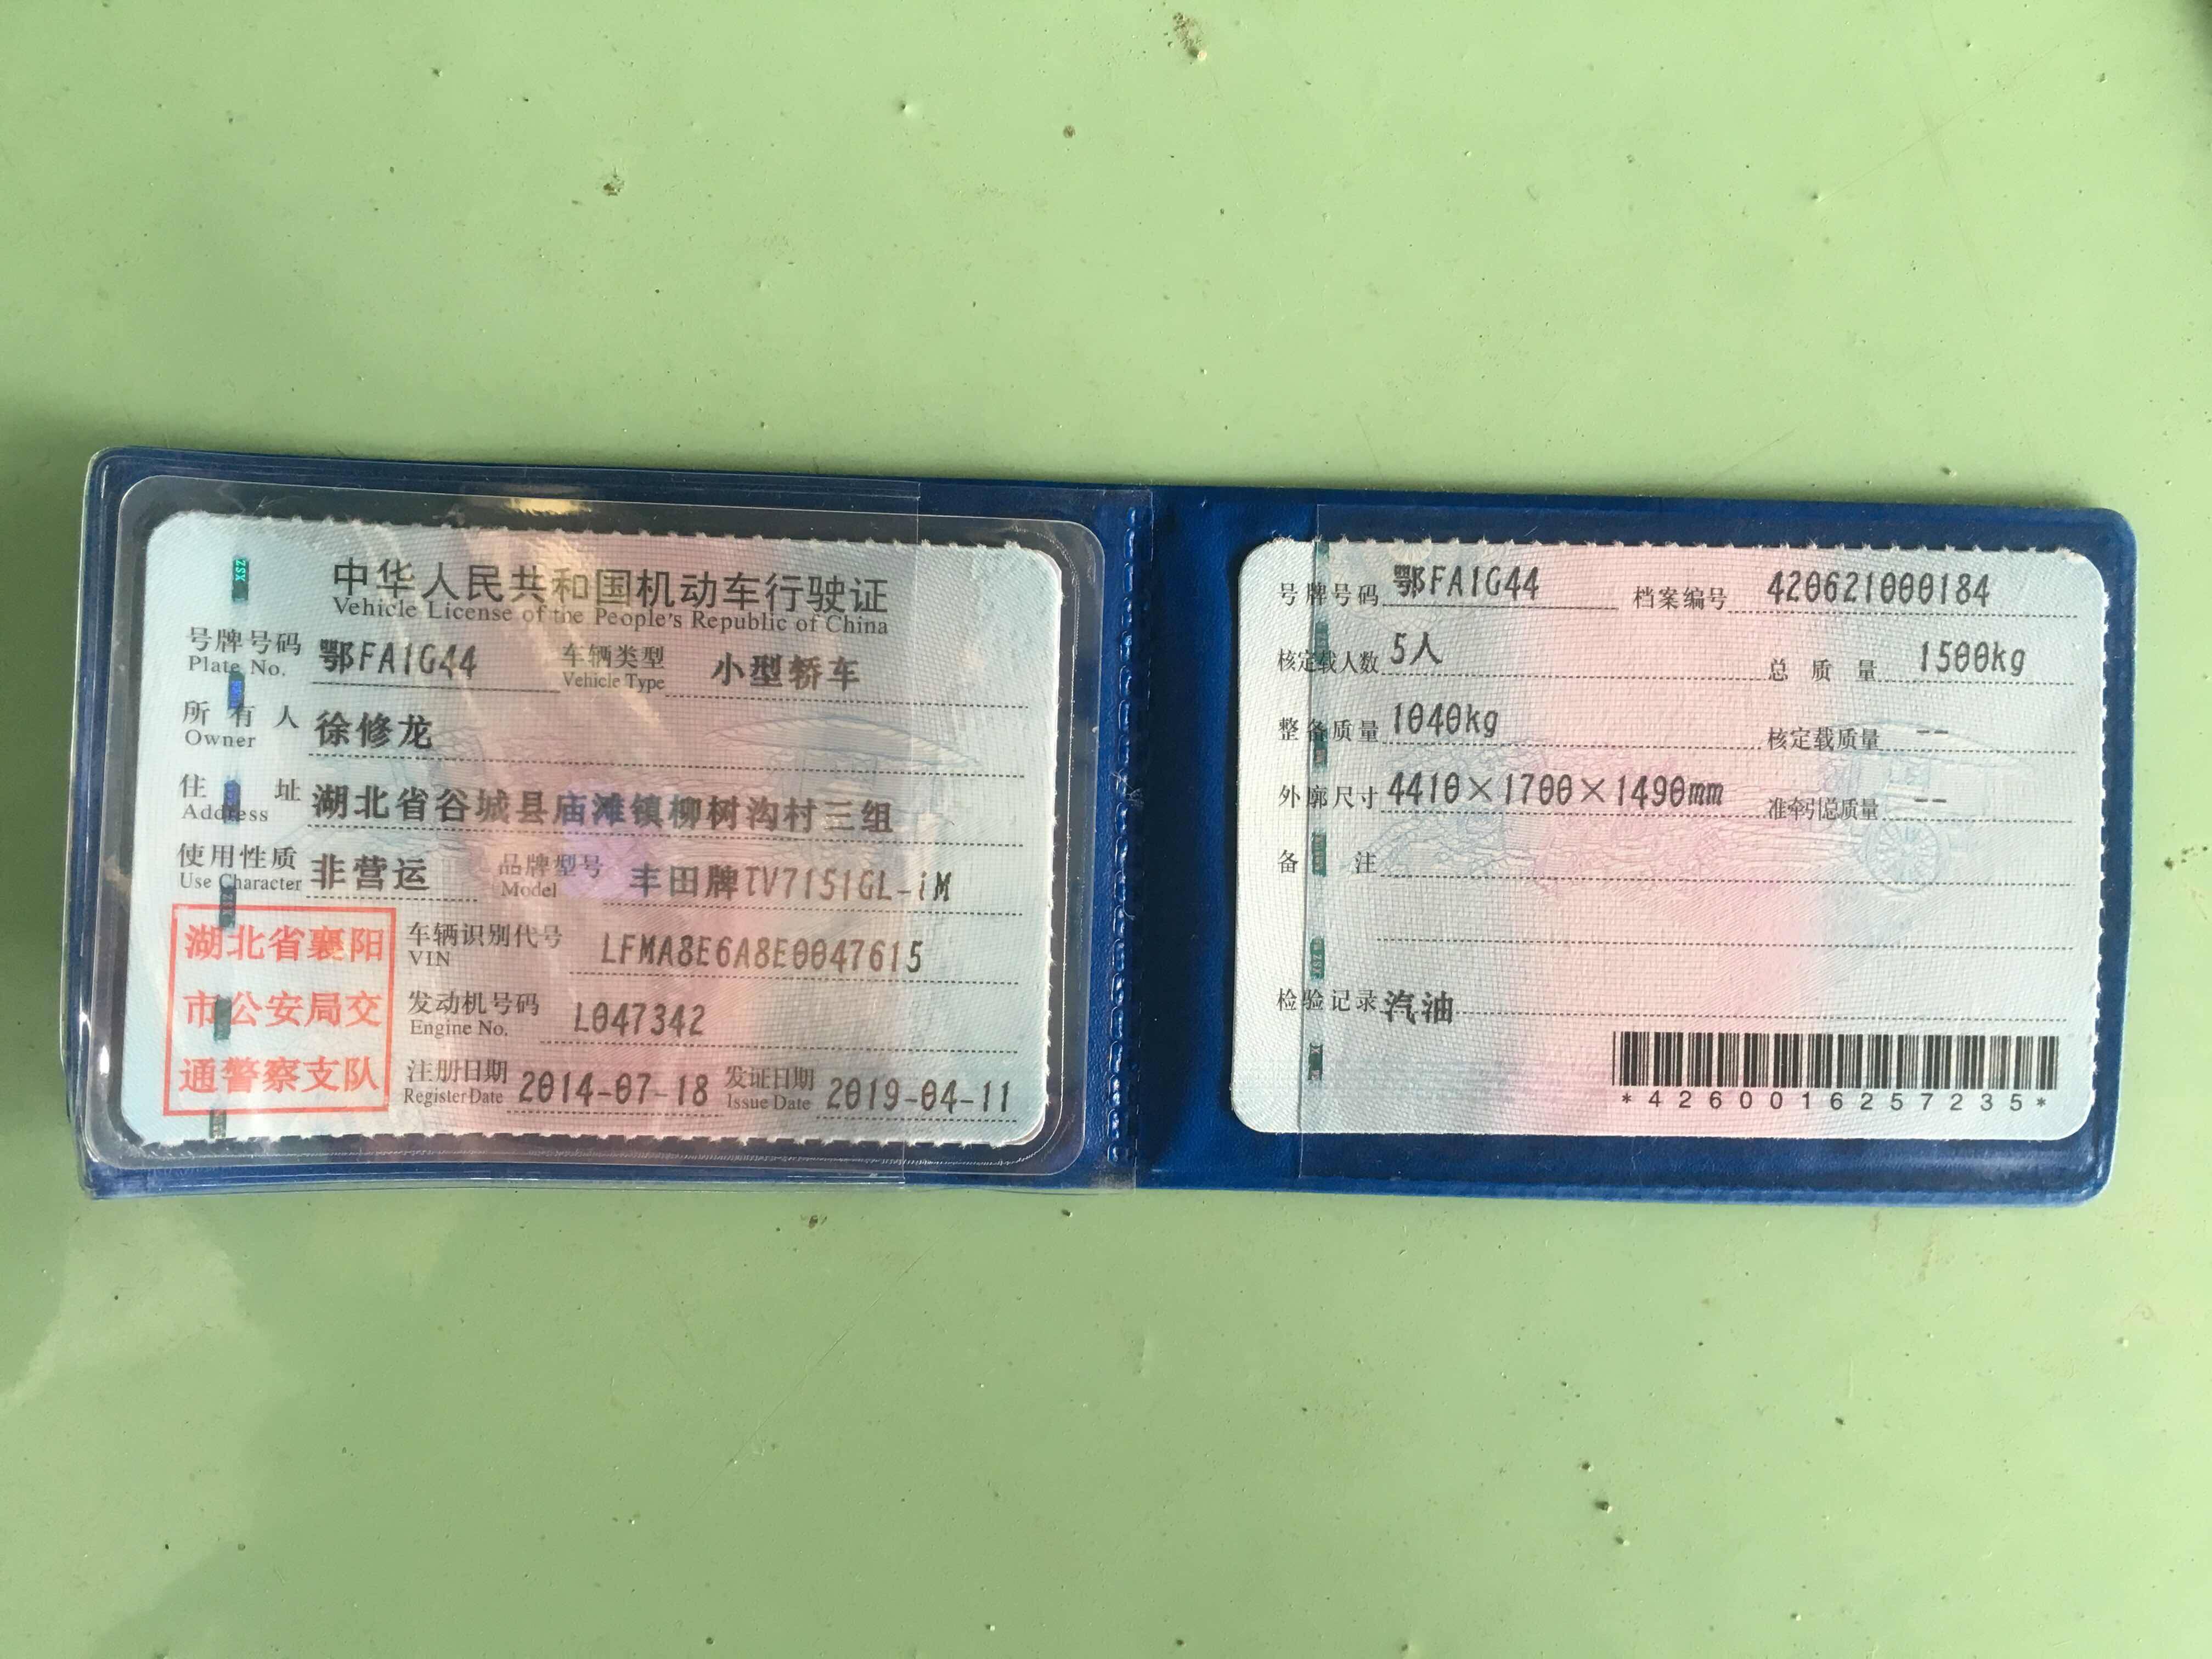 中华人民共和国机动车行驶证
Vehicle License of the People's Republic of China
号牌号码 鄂FA1G44 车辆类型 小型轿车
Plate No. Vehicle Type
所有人 徐修龙
Owner
住址 湖北省谷城县庙滩镇柳树沟村三组
Address
使用性质 非营运 品牌型号 丰田牌TV7151GL-iM
Use Character Model
湖北省襄阳
市公安局交
通警察支队
车辆识别代号 LFMA8E6A8E0047615
VIN
发动机号码 L047342
Engine No.
注册日期 2014-07-18 发证日期 2019-04-11
Register Date Issue Date
号牌号码 鄂FA1G44 档案编号 420621000184
核定载人数 5人 总质量 1500kg
整备质量 1040kg 核定载质量 --
外廓尺寸 4410×1700×1490mm 准牵引总质量 --
备注
检验记录 汽油
*4260016257235*